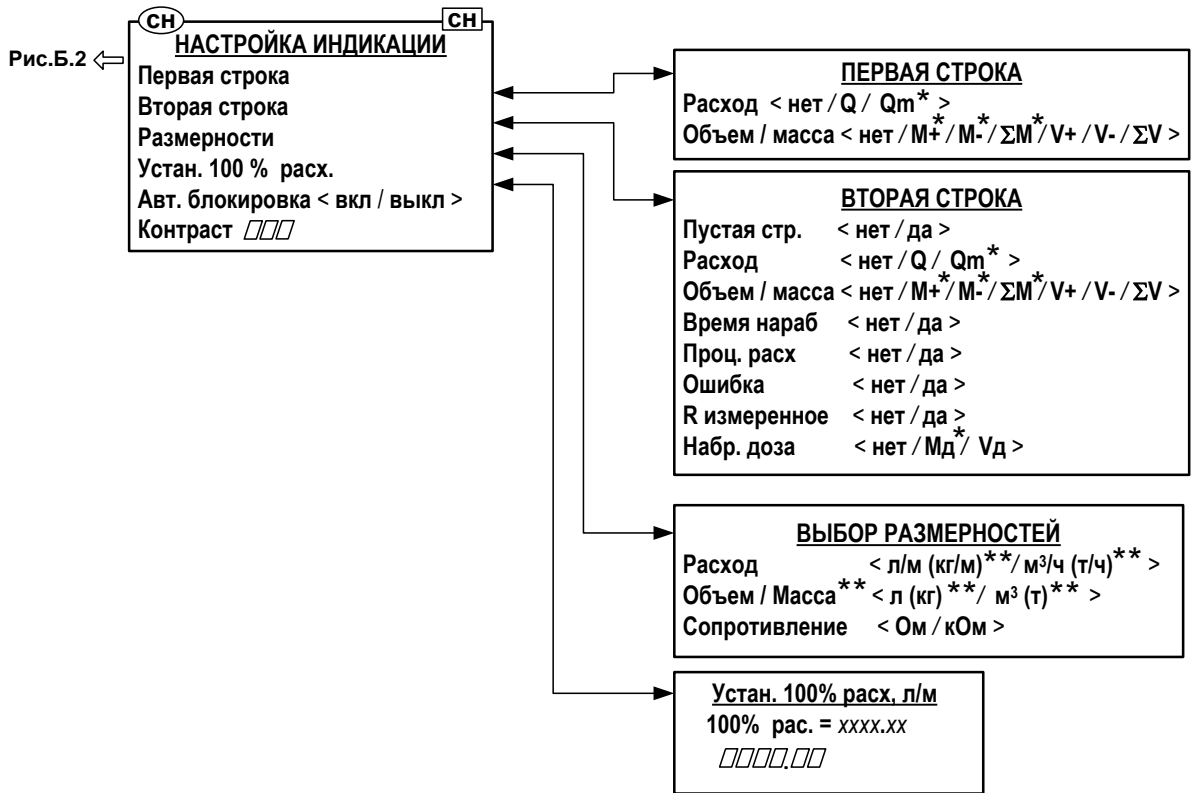 СН СН
НАСТРОЙКА ИНДИКАЦИИ
Рис.Б.2
Первая строка
Вторая строка
Размерности
Устан. 100 % расх.
Авт. блокировка < вкл / выкл >
Контраст
ПЕРВАЯ СТРОКА
Расход < нет / Q / Qm* >
Объем / масса < нет / M+* / M-* / ΣM* / V+ / V- / ΣV >
ВТОРАЯ СТРОКА
Пустая стр. < нет / да >
Расход < нет / Q / Qm* >
Объем / масса < нет / M+* / M-* / ΣM* / V+ / V- / ΣV >
Время нараб < нет / да >
Проц. расх < нет / да >
Ошибка < нет / да >
R измеренное < нет / да >
Набр. доза < нет / Мд* / Vд >
ВЫБОР РАЗМЕРНОСТЕЙ
Расход < л/м (кг/м)** / м³/ч (т/ч)** >
Объем / Масса** < л (кг) ** / м³ (т)** >
Сопротивление < Ом / кОм >
Устан. 100% расх, л/м
100% рас. = xxxx.xx